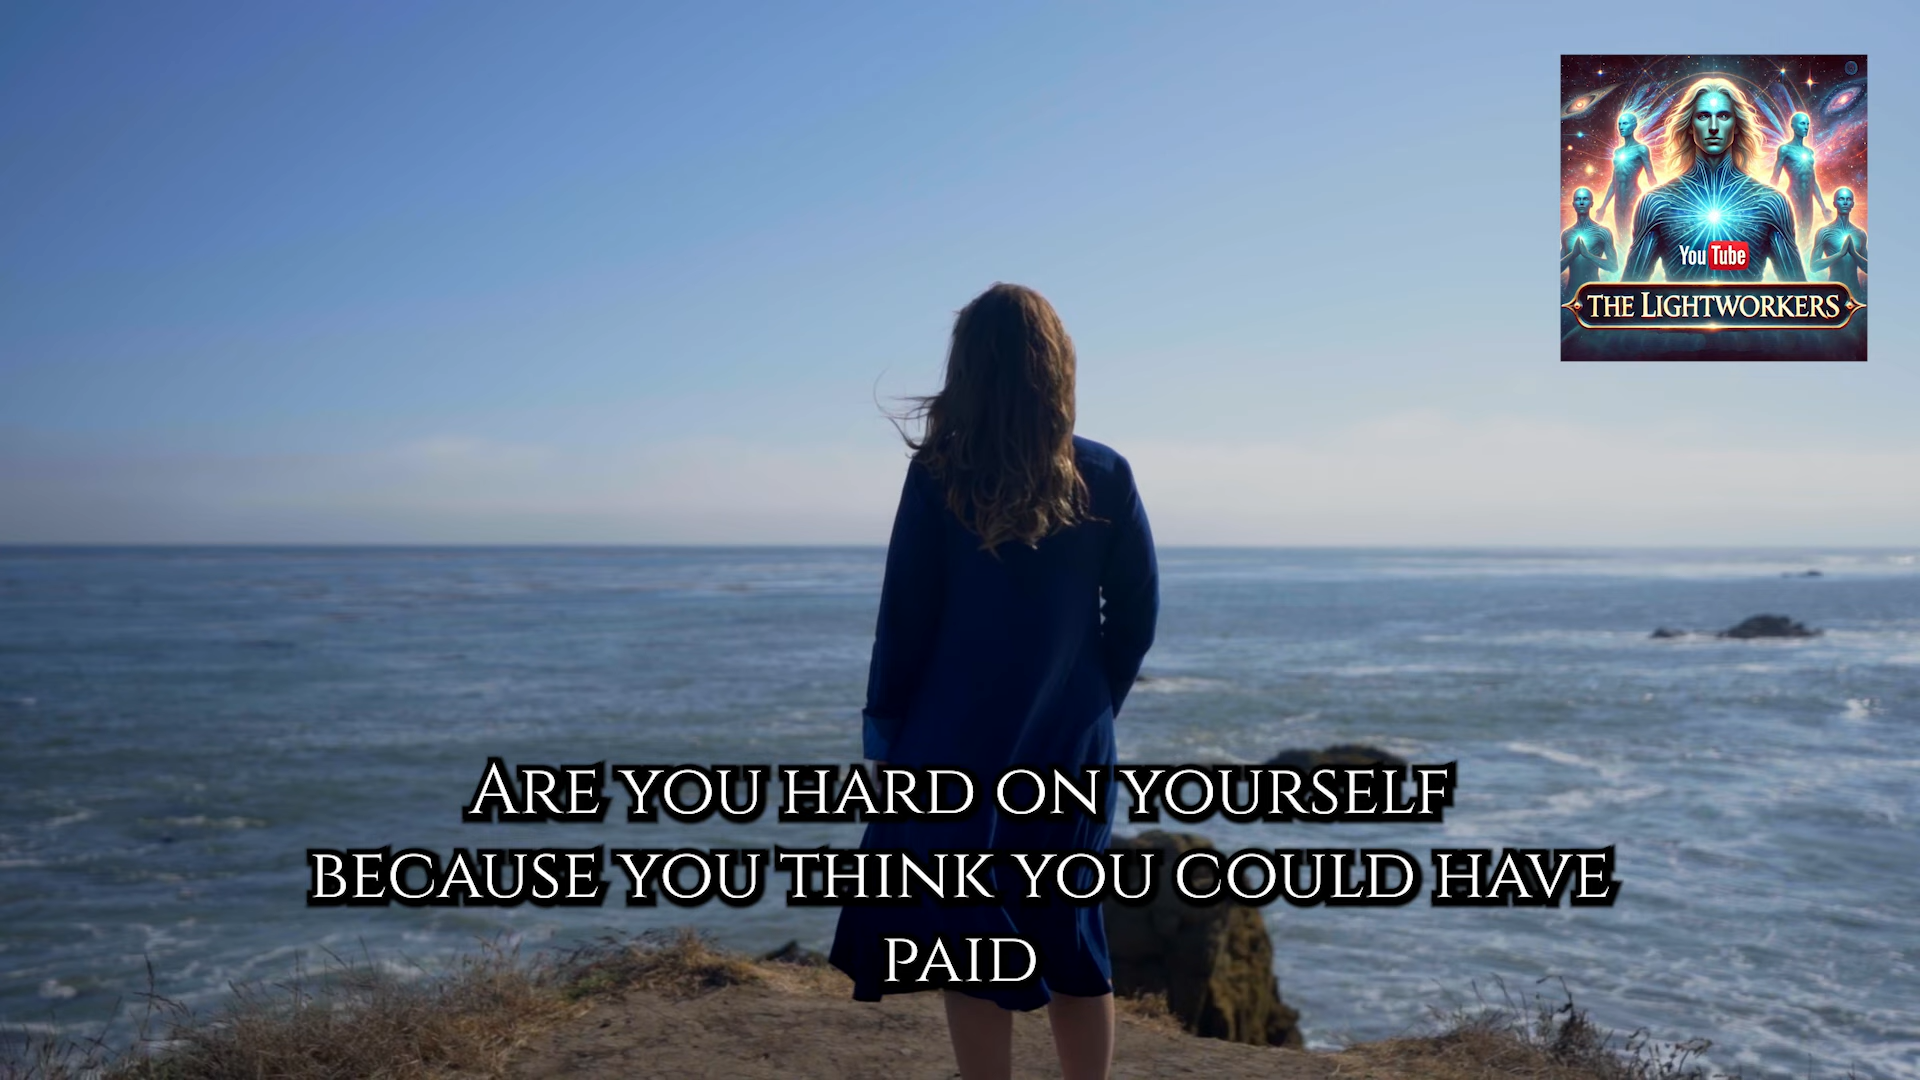 YouTube
THE LIGHTWORKERS
ARE YOU HARD ON YOURSELF
BECAUSE YOU THINK YOU COULD HAVE
PAID